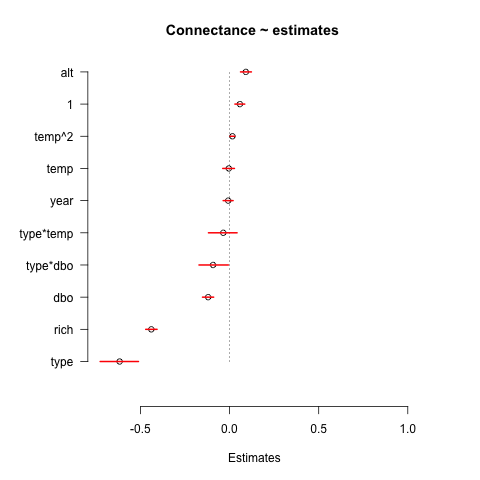 Connectance ~ estimates
alt
1
temp^2
temp
year
type*temp
type*dbo
dbo
rich
type
-0.5 0.0 0.5 1.0
Estimates